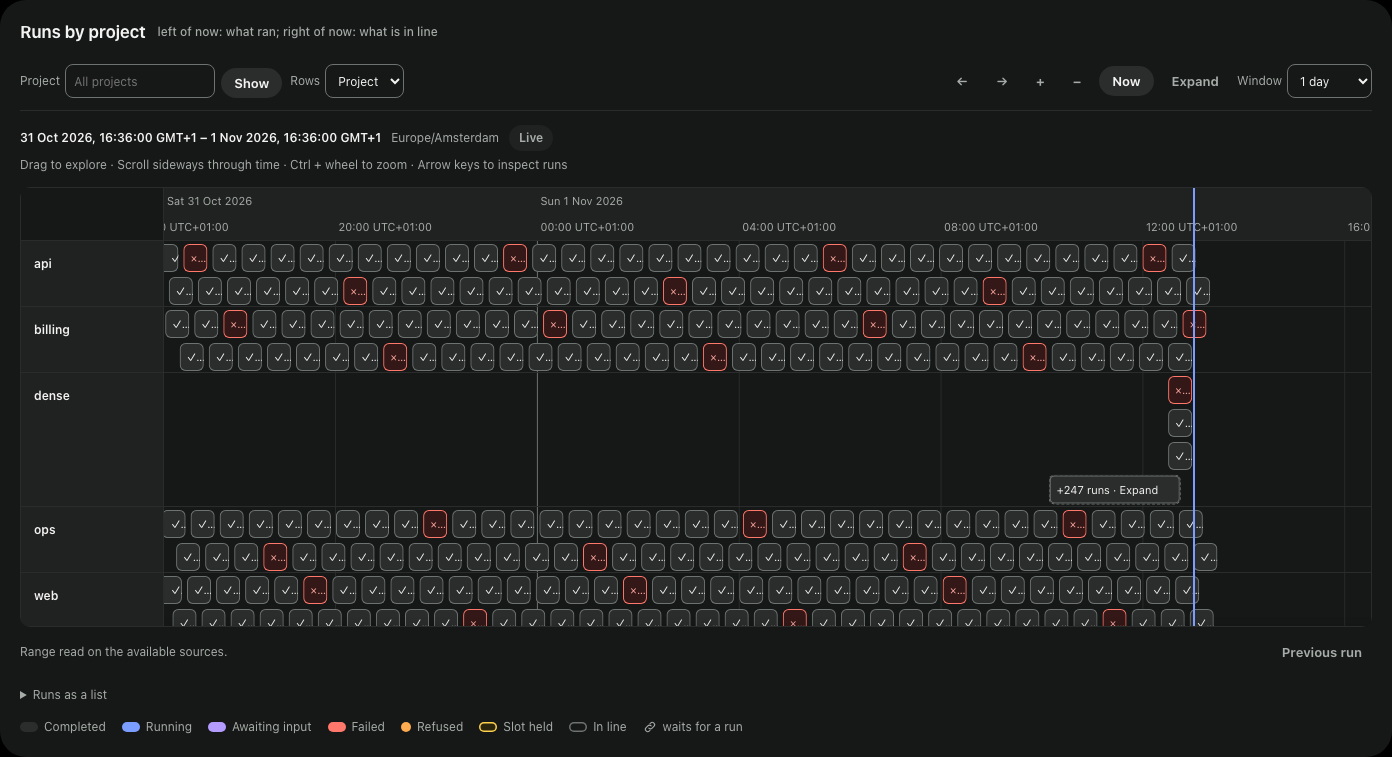 Runs by project left of now: what ran; right of now: what is in line
Project All projects Show Rows Project ← → + − Now Expand Window 1 day
31 Oct 2026, 16:36:00 GMT+1 – 1 Nov 2026, 16:36:00 GMT+1 Europe/Amsterdam Live
Drag to explore · Scroll sideways through time · Ctrl + wheel to zoom · Arrow keys to inspect runs
Sat 31 Oct 2026 Sun 1 Nov 2026
UTC+01:00 20:00 UTC+01:00 00:00 UTC+01:00 04:00 UTC+01:00 08:00 UTC+01:00 12:00 UTC+01:00 16:0
api
billing
dense
+247 runs · Expand
ops
web
Range read on the available sources. Previous run
Runs as a list
Completed Running Awaiting input Failed Refused Slot held In line waits for a run